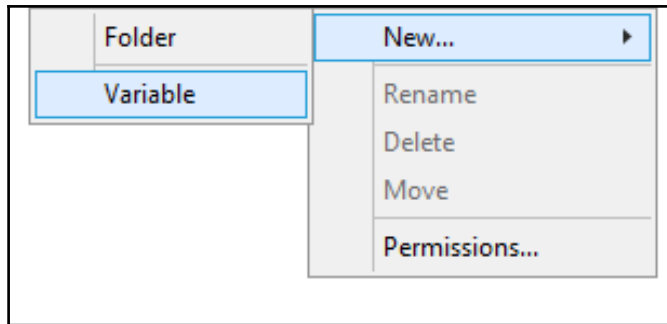 Folder
Variable
New...
Rename
Delete
Move
Permissions...